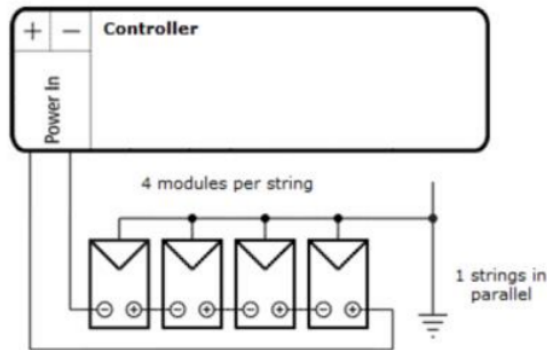 + − Controller
Power In
4 modules per string
1 strings in
parallel
− + − + − + − +